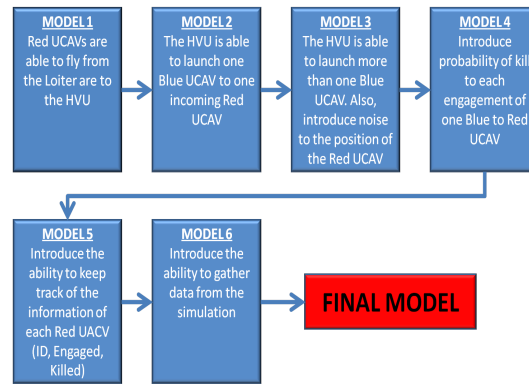 MODEL1
Red UCAVs are
able to fly from
the Loiter are to
the HVU
MODEL 2
The HVU is able
to launch one
Blue UCAV to one
incoming Red
UCAV
MODEL 3
The HVU is able to
launch more
than one Blue
UCAV. Also,
introduce noise
to the position of
the Red UCAV
MODEL 4
Introduce
probability of kill
to each
engagement of
one Blue to Red
UCAV
MODEL 5
Introduce the
ability to keep
track of the
information of
each Red UACV
(ID, Engaged,
Killed)
MODEL 6
Introduce the
ability to gather
data from the
simulation
FINAL MODEL